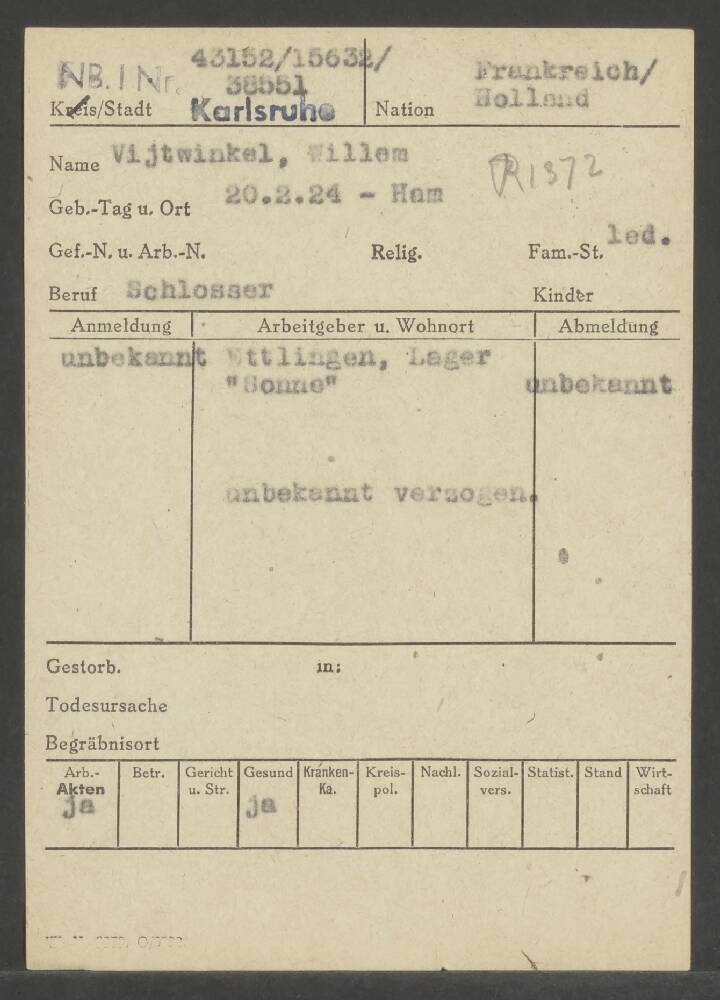 43152/15632/
NB. I Nr. 38551
Frankreich/
Holland
Kreis/Stadt Karlsruhe Nation
Name Vijtwinkel, Willem
R1372
Geb.-Tag u. Ort 20.2.24 - Ham
Gef.-N. u. Arb.-N. Relig. Fam.-St. led.
Beruf Schlosser Kinder
Anmeldung Arbeitgeber u. Wohnort Abmeldung
unbekannt Ettlingen, Lager
"Sonne" unbekannt
unbekannt verzogen.
Gestorb. in:
Todesursache
Begräbnisort
Arb.- Betr. Gericht Gesund Kranken- Kreis- Nachl. Sozial- Statist. Stand Wirt-
Akten u. Str. Ka. pol. vers. schaft
ja ja